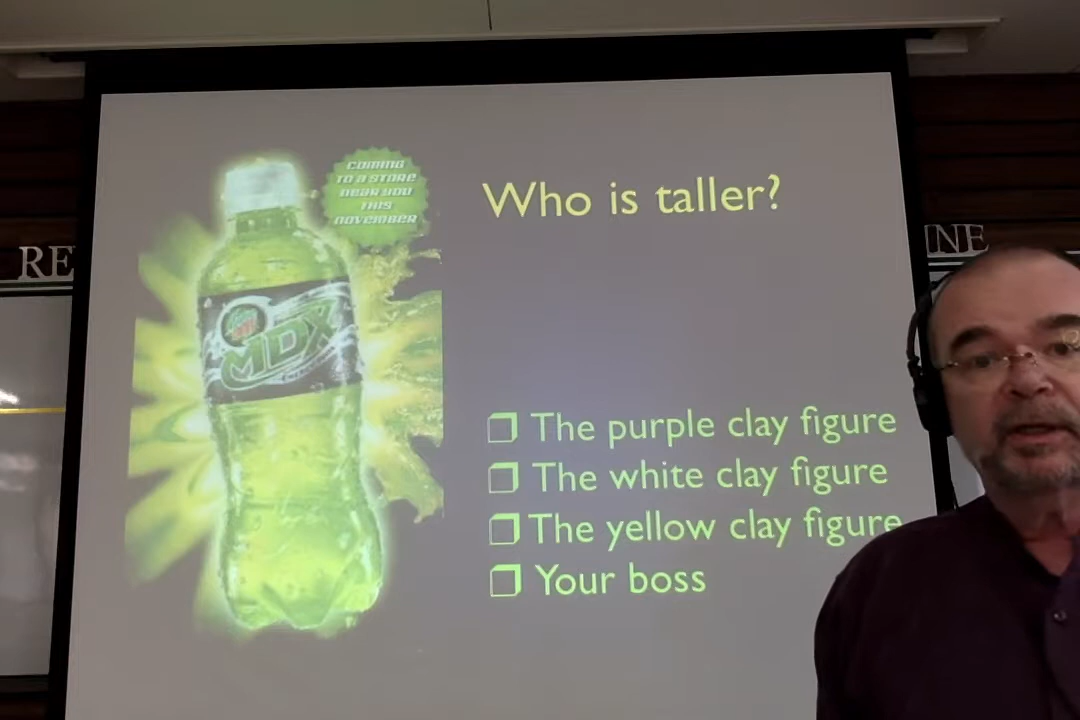 COMING
TO A STORE
NEAR YOU
THIS
NOVEMBER
Who is taller?
RE
INE
MDX
❒ The purple clay figure
❒ The white clay figure
❒ The yellow clay figure
❒ Your boss